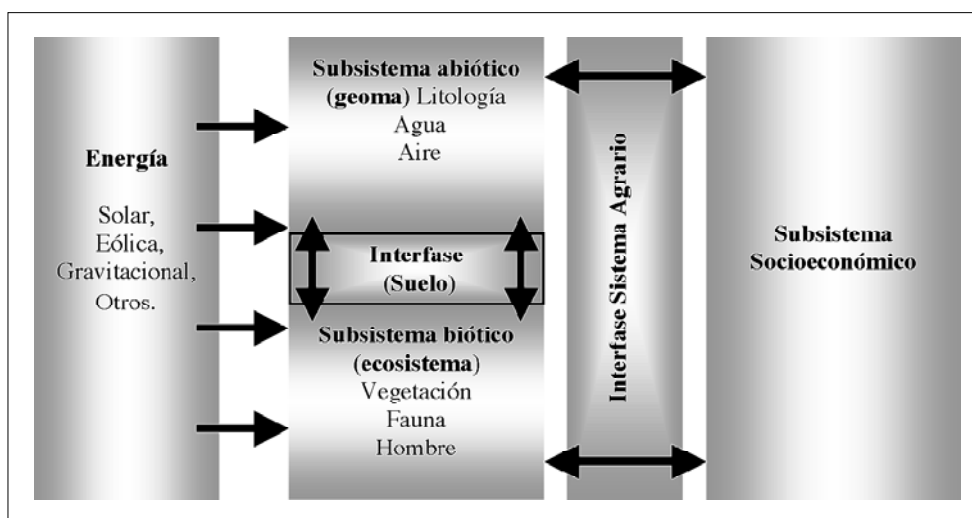 Energía
Solar,
Eólica,
Gravitacional,
Otros.
Subsistema abiótico
(geoma) Litología
Agua
Aire
Interfase
(Suelo)
Subsistema biótico
(ecosistema)
Vegetación
Fauna
Hombre
Interfase Sistema Agrario
Subsistema
Socioeconómico